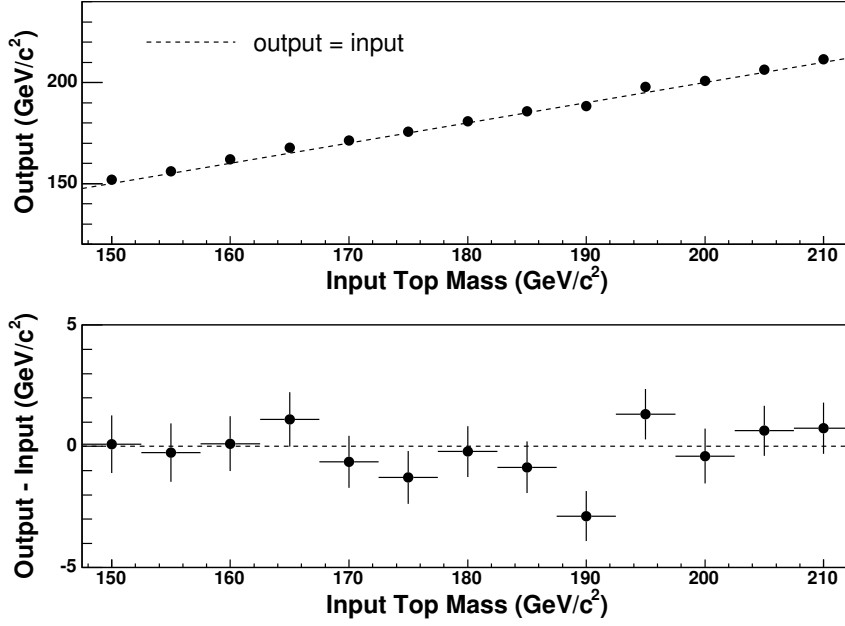 Output (GeV/c²)
output = input
200
150
150 160 170 180 190 200 210
Input Top Mass (GeV/c²)
Output - Input (GeV/c²)
5
0
-5
150 160 170 180 190 200 210
Input Top Mass (GeV/c²)